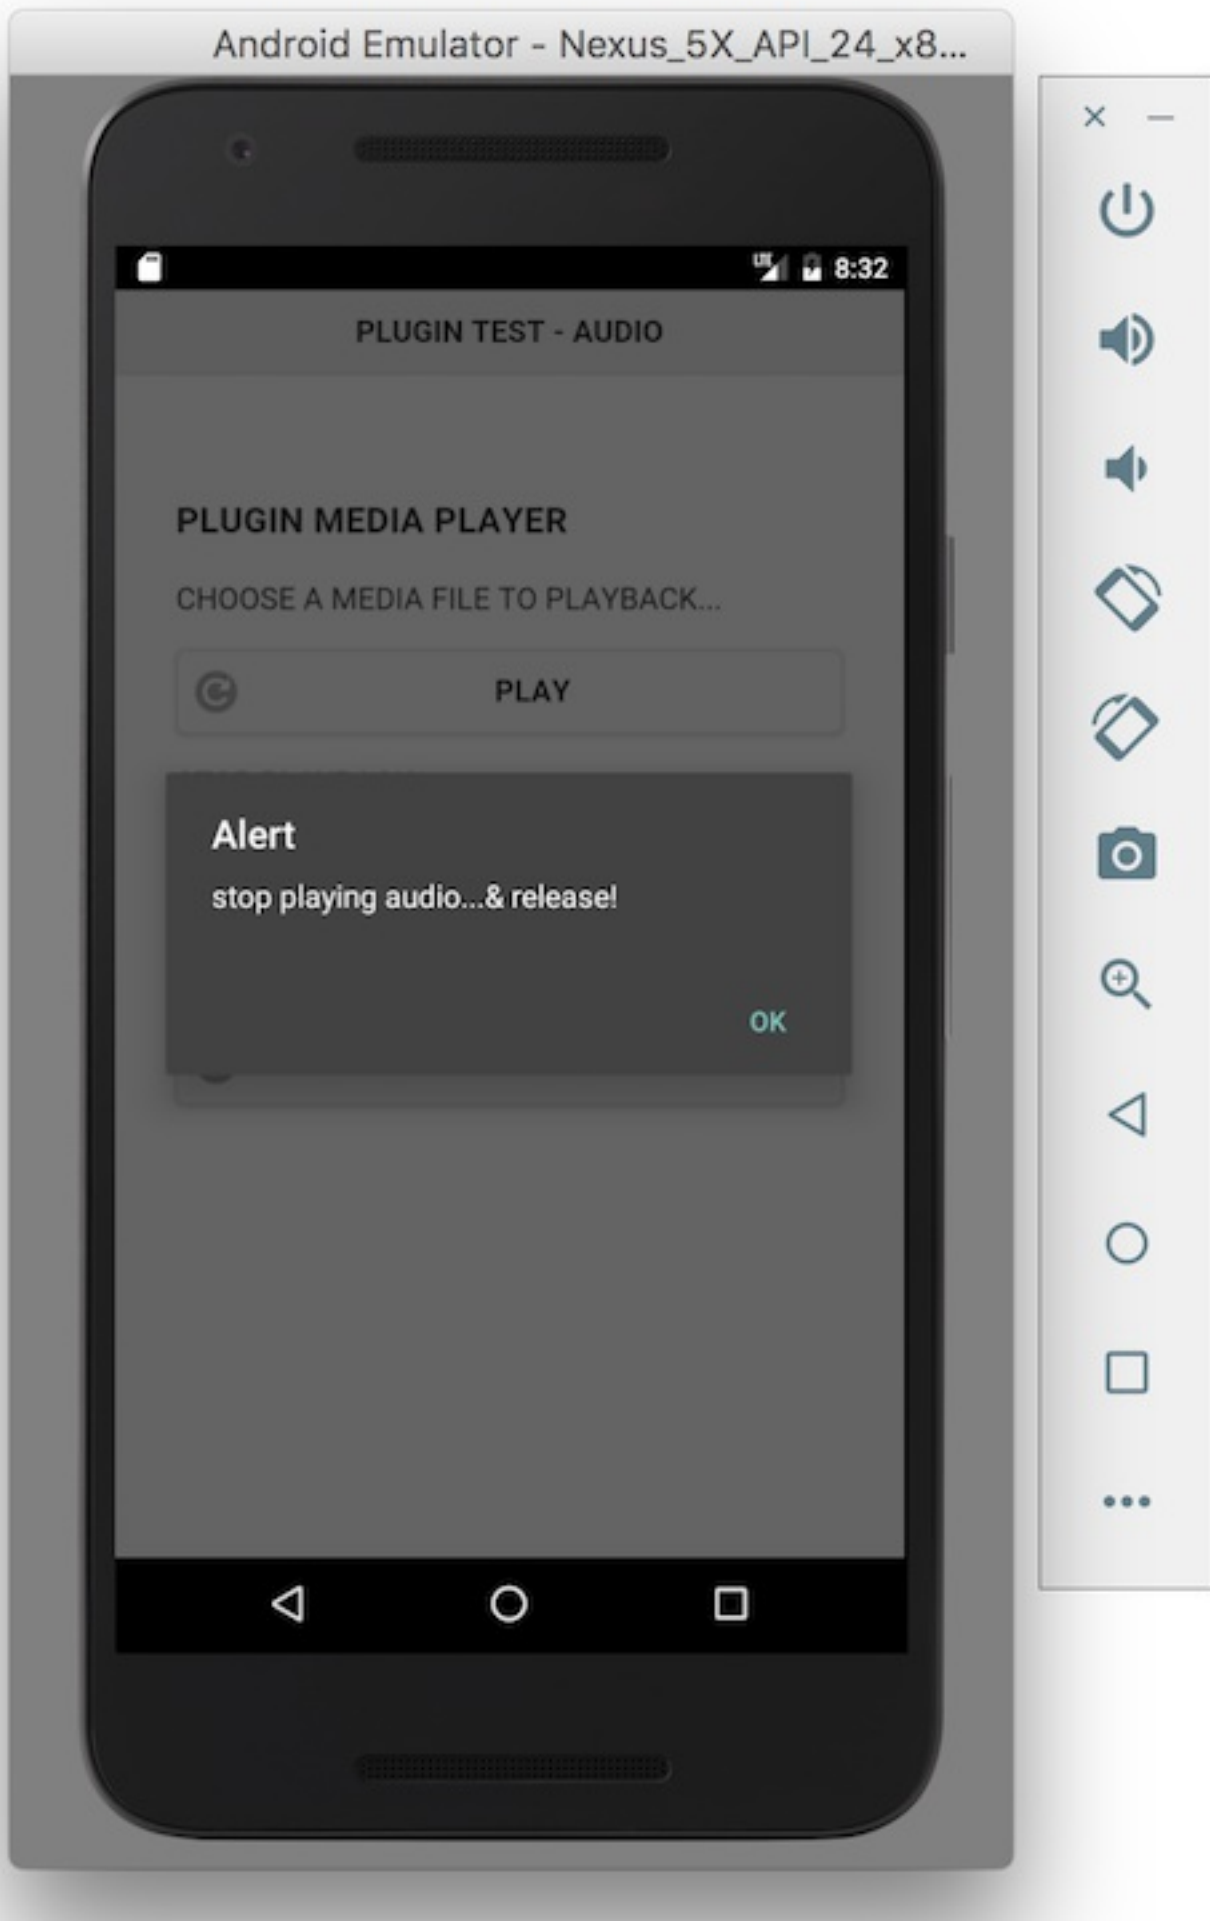 Android Emulator - Nexus_5X_API_24_x8...
LTE 8:32
PLUGIN TEST - AUDIO
PLUGIN MEDIA PLAYER
CHOOSE A MEDIA FILE TO PLAYBACK...
PLAY
Alert
stop playing audio...& release!
OK